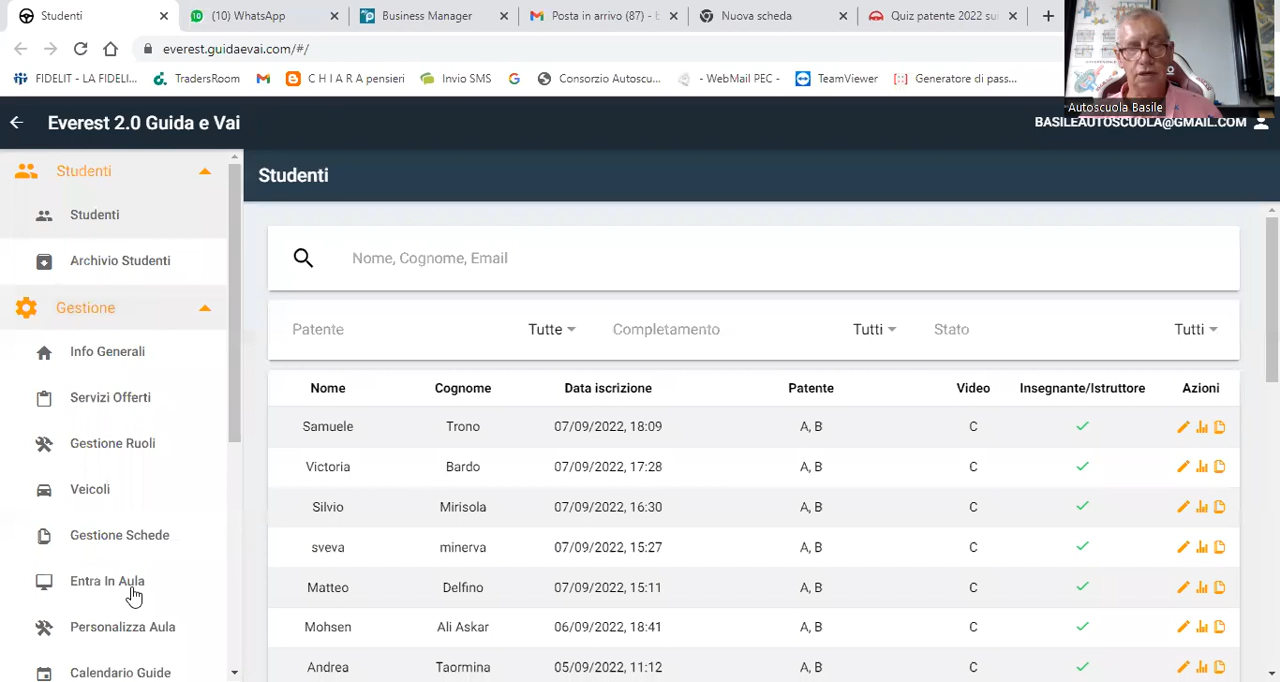 Studenti
(10) WhatsApp
Business Manager
Posta in arrivo (87) - b
Nuova scheda
Quiz patente 2022 su
everest.guidaevai.com/#/
FIDELIT - LA FIDELI...
TradersRoom
C H I A R A pensier
Invio SMS
Consorzio Autoscu...
- WebMail PEC -
TeamViewer
Generatore di pass...
Autoscuola Basile
Everest 2.0 Guida e Vai
BASILEAUTOSCUOLA@GMAIL.COM
Studenti
Studenti
Archivio Studenti
Gestione
Info Generali
Servizi Offerti
Gestione Ruoli
Veicoli
Gestione Schede
Entra In Aula
Personalizza Aula
Calendario Guide
Studenti
Nome, Cognome, Email
Patente Tutte Completamento Tutti Stato Tutti
Nome Cognome Data iscrizione Patente Video Insegnante/Istruttore Azioni
Samuele Trono 07/09/2022, 18:09 A, B C
Victoria Bardo 07/09/2022, 17:28 A, B C
Silvio Mirisola 07/09/2022, 16:30 A, B C
sveva minerva 07/09/2022, 15:27 A, B C
Matteo Delfino 07/09/2022, 15:11 A, B C
Mohsen Ali Askar 06/09/2022, 18:41 A, B C
Andrea Taormina 05/09/2022, 11:12 A, B C